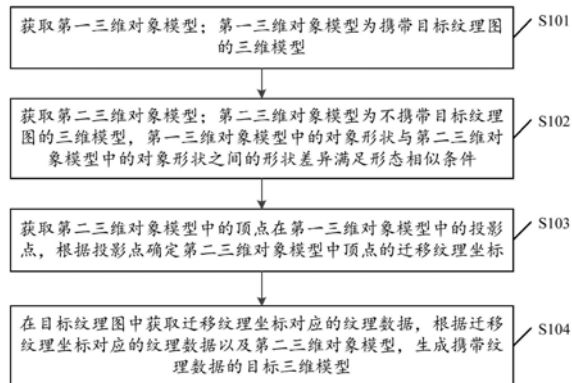 获取第一三维对象模型；第一三维对象模型为携带目标纹理图
的三维模型
S101
获取第二三维对象模型；第二三维对象模型为不携带目标纹理
图的三维模型，第一三维对象模型中的对象形状与第二三维对
象模型中的对象形状之间的形状差异满足形态相似条件
S102
获取第二三维对象模型中的顶点在第一三维对象模型中的投影
点，根据投影点确定第二三维对象模型中顶点的迁移纹理坐标
S103
在目标纹理图中获取迁移纹理坐标对应的纹理数据，根据迁移
纹理坐标对应的纹理数据以及第二三维对象模型，生成携带纹
理数据的目标三维模型
S104